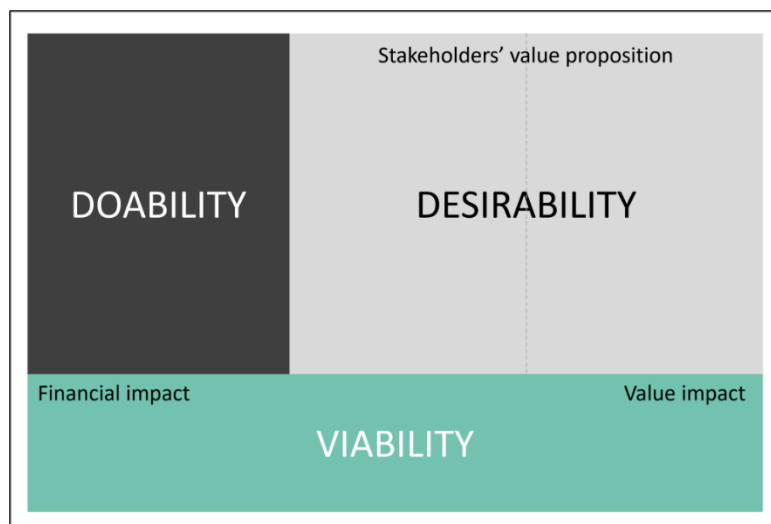 Stakeholders’ value proposition
DOABILITY
DESIRABILITY
Financial impact
Value impact
VIABILITY